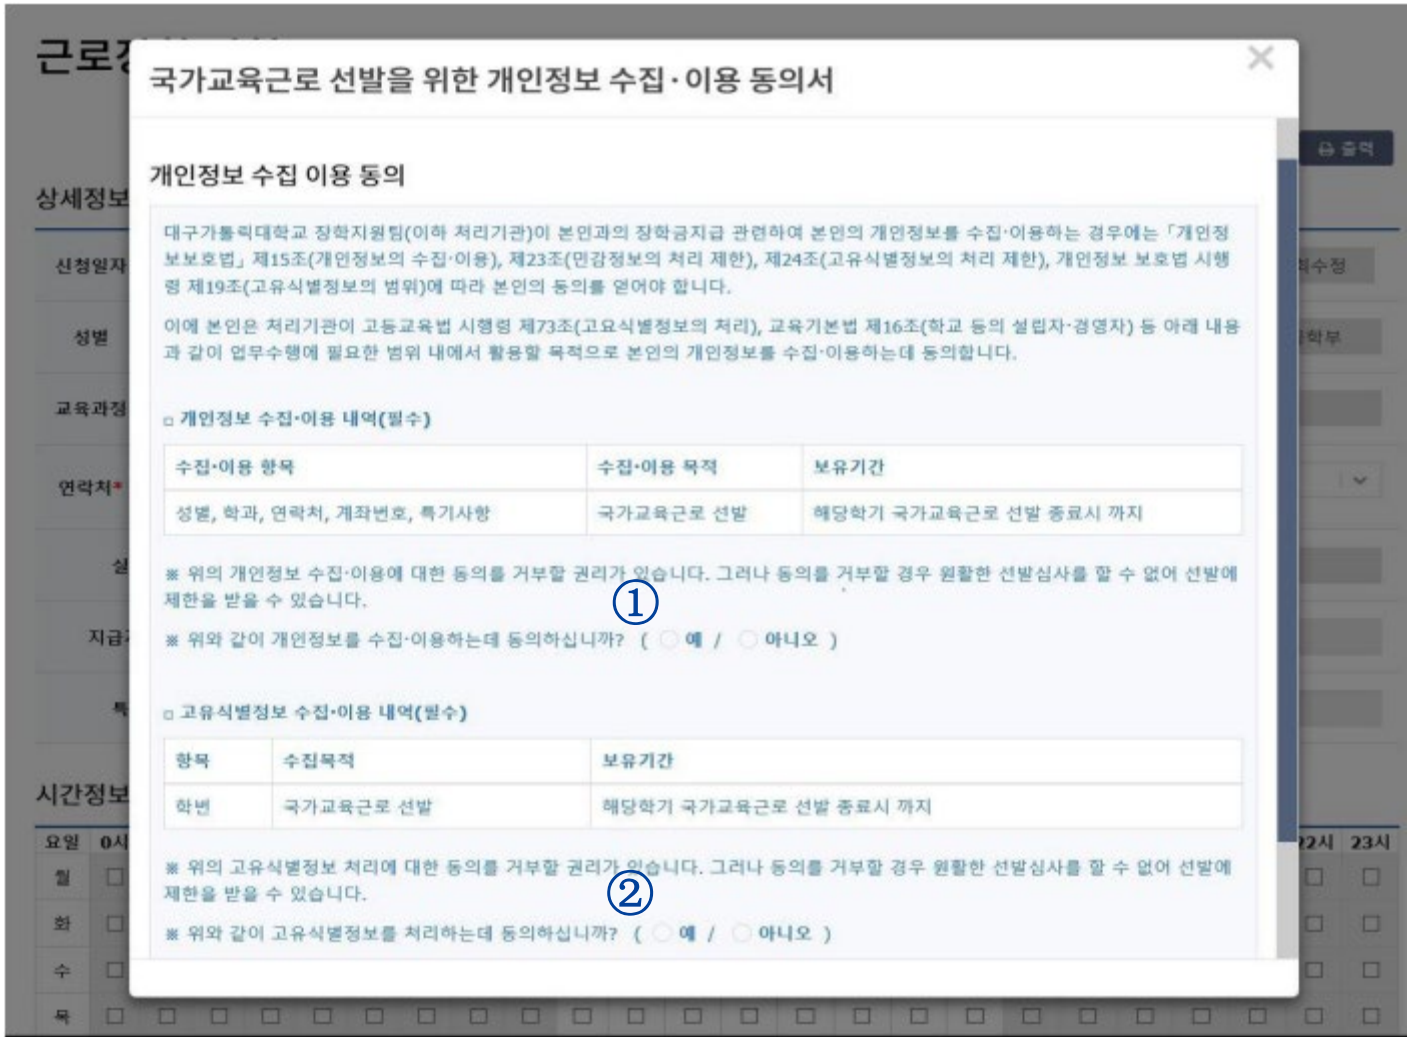 국가교육근로 선발을 위한 개인정보 수집·이용 동의서
출력
개인정보 수집 이용 동의
상세정보
대구가톨릭대학교 장학지원팀(이하 처리기관)이 본인과의 장학금지급 관련하여 본인의 개인정보를 수집·이용하는 경우에는 「개인정
보보호법」 제15조(개인정보의 수집·이용), 제23조(민감정보의 처리 제한), 제24조(고유식별정보의 처리 제한), 개인정보 보호법 시행
령 제19조(고유식별정보의 범위)에 따라 본인의 동의를 얻어야 합니다.
신청일자
이에 본인은 처리기관이 고등교육법 시행령 제73조(고요식별정보의 처리), 교육기본법 제16조(학교 등의 설립자·경영자) 등 아래 내용
과 같이 업무수행에 필요한 범위 내에서 활용할 목적으로 본인의 개인정보를 수집·이용하는데 동의합니다.
성별
교육과정
□ 개인정보 수집·이용 내역(필수)
수집·이용 항목 수집·이용 목적 보유기간
연락처*
성별, 학과, 연락처, 계좌번호, 특기사항 국가교육근로 선발 해당학기 국가교육근로 선발 종료시 까지
※ 위의 개인정보 수집·이용에 대한 동의를 거부할 권리가 있습니다. 그러나 동의를 거부할 경우 원활한 선발심사를 할 수 없어 선발에
제한을 받을 수 있습니다.
①
※ 위와 같이 개인정보를 수집·이용하는데 동의하십니까? ( 예 / 아니오 )
□ 고유식별정보 수집·이용 내역(필수)
항목 수집목적 보유기간
학번 국가교육근로 선발 해당학기 국가교육근로 선발 종료시 까지
시간정보
요일 0시 22시 23시
※ 위의 고유식별정보 처리에 대한 동의를 거부할 권리가 있습니다. 그러나 동의를 거부할 경우 원활한 선발심사를 할 수 없어 선발에
제한을 받을 수 있습니다.
②
※ 위와 같이 고유식별정보를 처리하는데 동의하십니까? ( 예 / 아니오 )
월
화
수
목